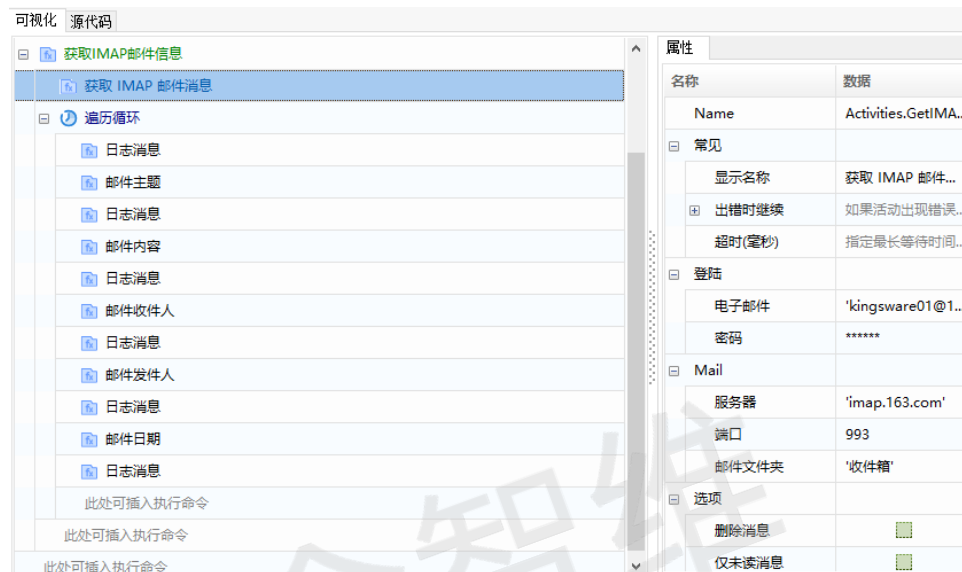 可视化 源代码
获取IMAP邮件信息
获取 IMAP 邮件消息
遍历循环
日志消息
邮件主题
日志消息
邮件内容
日志消息
邮件收件人
日志消息
邮件发件人
日志消息
邮件日期
日志消息
此处可插入执行命令
此处可插入执行命令
此处可插入执行命令
属性
名称 数据
Name Activities.GetIMA...
常见
显示名称 获取 IMAP 邮件...
出错时继续 如果活动出现错误...
超时(毫秒) 指定最长等待时间...
登陆
电子邮件 'kingsware01@1...
密码 ******
Mail
服务器 'imap.163.com'
端口 993
邮件文件夹 '收件箱'
选项
删除消息
仅未读消息
智维